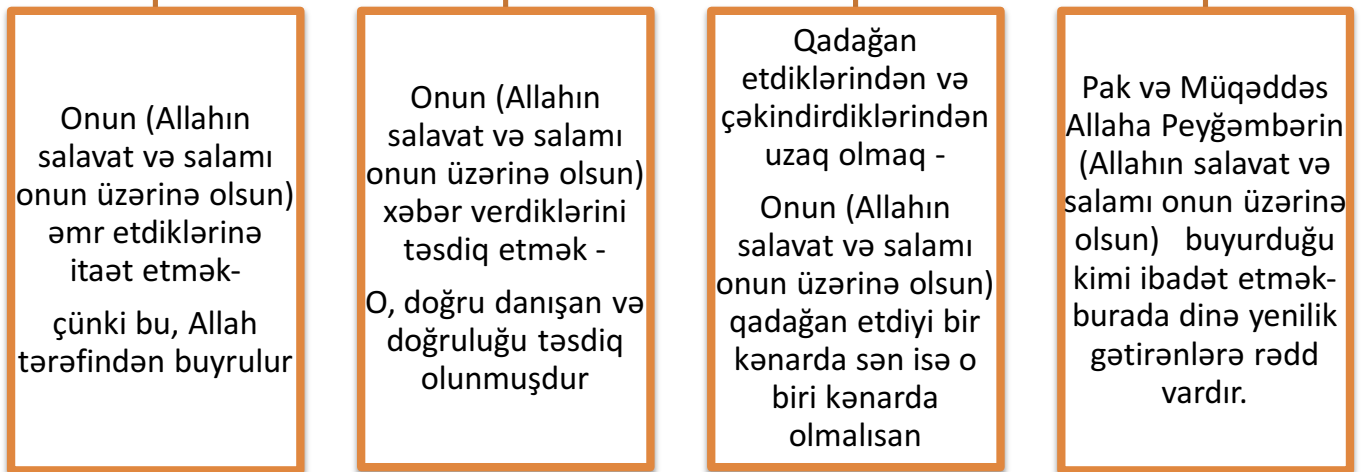 Onun (Allahın
salavat və salamı
onun üzərinə olsun)
əmr etdiklərinə
itaət etmək-
çünki bu, Allah
tərəfindən buyrulur
Onun (Allahın
salavat və salamı
onun üzərinə olsun)
xəbər verdiklərini
təsdiq etmək -
O, doğru danışan və
doğruluğu təsdiq
olunmuşdur
Qadağan
etdiklərindən və
çəkindirdiklərindən
uzaq olmaq -
Onun (Allahın
salavat və salamı
onun üzərinə olsun)
qadağan etdiyi bir
kənarda sən isə o
biri kənarda
olmalısan
Pak və Müqəddəs
Allaha Peyğəmbərin
(Allahın salavat və
salamı onun üzərinə
olsun) buyurduğu
kimi ibadət etmək-
burada dinə yenilik
gətirənlərə rədd
vardır.